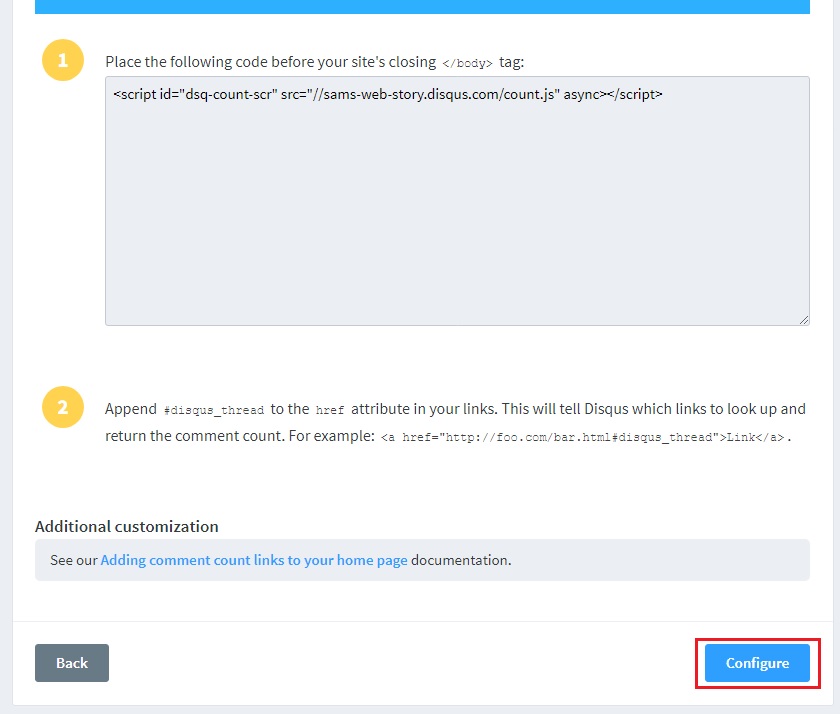 1
Place the following code before your site's closing </body> tag:
<script id="dsq-count-scr" src="//sams-web-story.disqus.com/count.js" async></script>
2
Append #disqus_thread to the href attribute in your links. This will tell Disqus which links to look up and
return the comment count. For example: <a href="http://foo.com/bar.html#disqus_thread">Link</a>.
Additional customization
See our Adding comment count links to your home page documentation.
Back
Configure